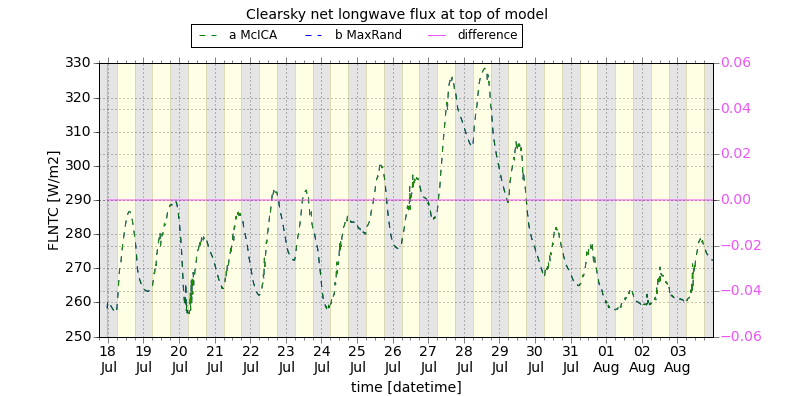 Clearsky net longwave flux at top of model
a McICA b MaxRand difference
330 0.06
320 0.04
310 0.02
300 0.00
290 −0.02
280 −0.04
270 −0.06
260
250
FLNTC [W/m2]
18 19 20 21 22 23 24 25 26 27 28 29 30 31 01 02 03
Jul Jul Jul Jul Jul Jul Jul Jul Jul Jul Jul Jul Jul Jul Aug Aug Aug
time [datetime]